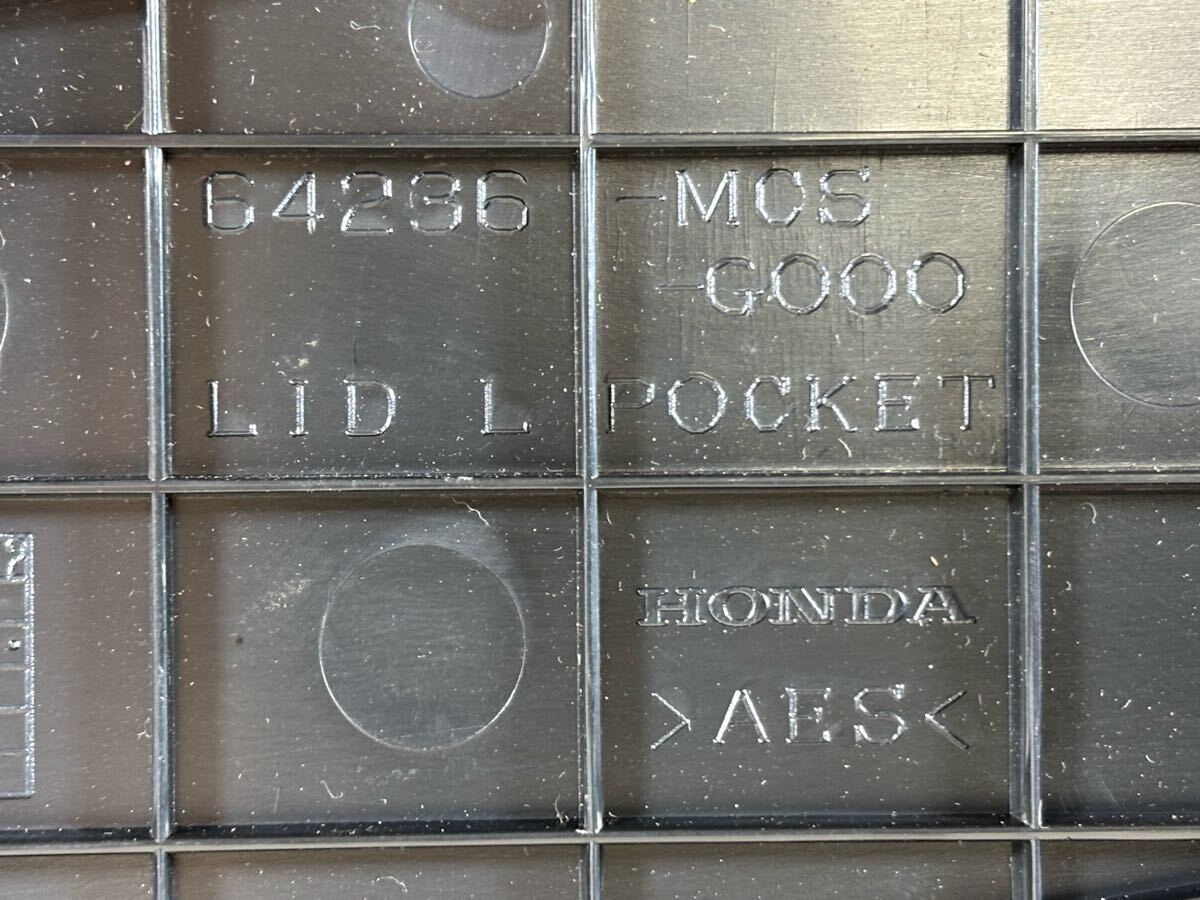 64236 -MCS
-G000
LID L POCKET
HONDA
>AES<